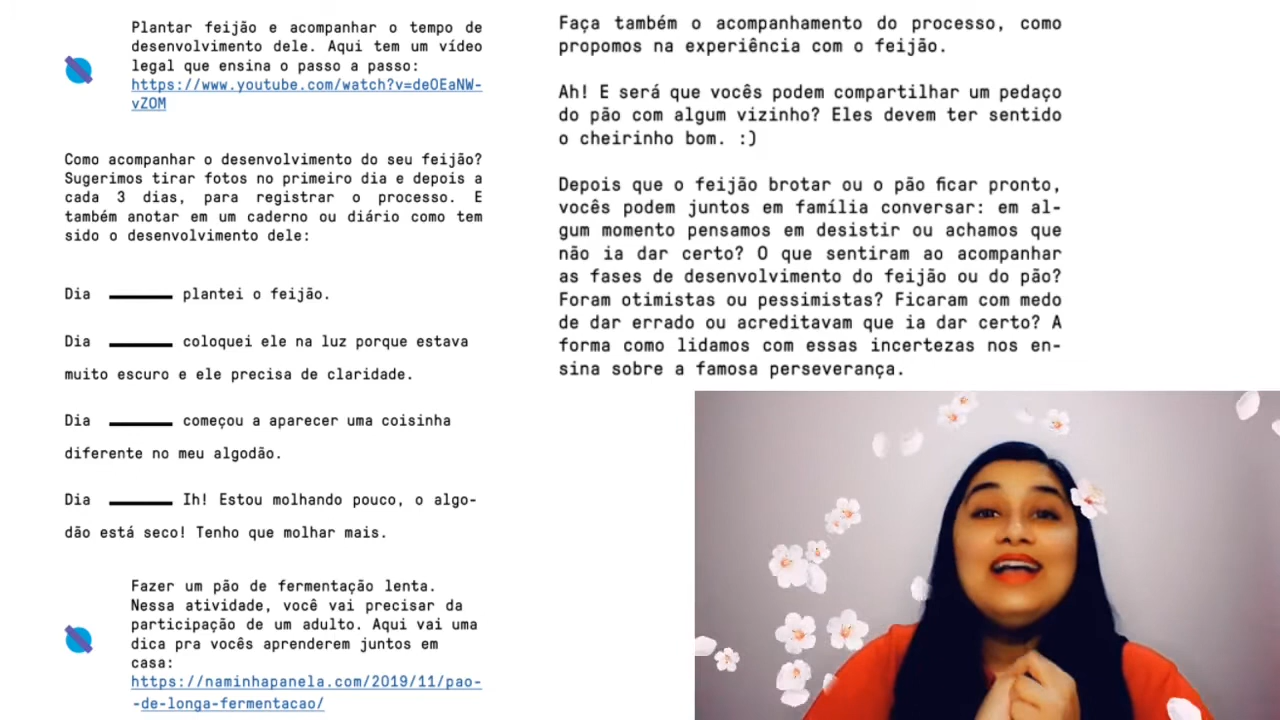 Plantar feijão e acompanhar o tempo de
desenvolvimento dele. Aqui tem um vídeo
legal que ensina o passo a passo:
https://www.youtube.com/watch?v=deOEaNW-
vZOM
Como acompanhar o desenvolvimento do seu feijão?
Sugerimos tirar fotos no primeiro dia e depois a
cada 3 dias, para registrar o processo. E
também anotar em um caderno ou diário como tem
sido o desenvolvimento dele:
Dia ______ plantei o feijão.
Dia ______ coloquei ele na luz porque estava
muito escuro e ele precisa de claridade.
Dia ______ começou a aparecer uma coisinha
diferente no meu algodão.
Dia ______ Ih! Estou molhando pouco, o algo-
dão está seco! Tenho que molhar mais.
Fazer um pão de fermentação lenta.
Nessa atividade, você vai precisar da
participação de um adulto. Aqui vai uma
dica pra vocês aprenderem juntos em
casa:
https://naminhapanela.com/2019/11/pao-
-de-longa-fermentacao/
Faça também o acompanhamento do processo, como
propomos na experiência com o feijão.
Ah! E será que vocês podem compartilhar um pedaço
do pão com algum vizinho? Eles devem ter sentido
o cheirinho bom. :)
Depois que o feijão brotar ou o pão ficar pronto,
vocês podem juntos em família conversar: em al-
gum momento pensamos em desistir ou achamos que
não ia dar certo? O que sentiram ao acompanhar
as fases de desenvolvimento do feijão ou do pão?
Foram otimistas ou pessimistas? Ficaram com medo
de dar errado ou acreditavam que ia dar certo? A
forma como lidamos com essas incertezas nos en-
sina sobre a famosa perseverança.